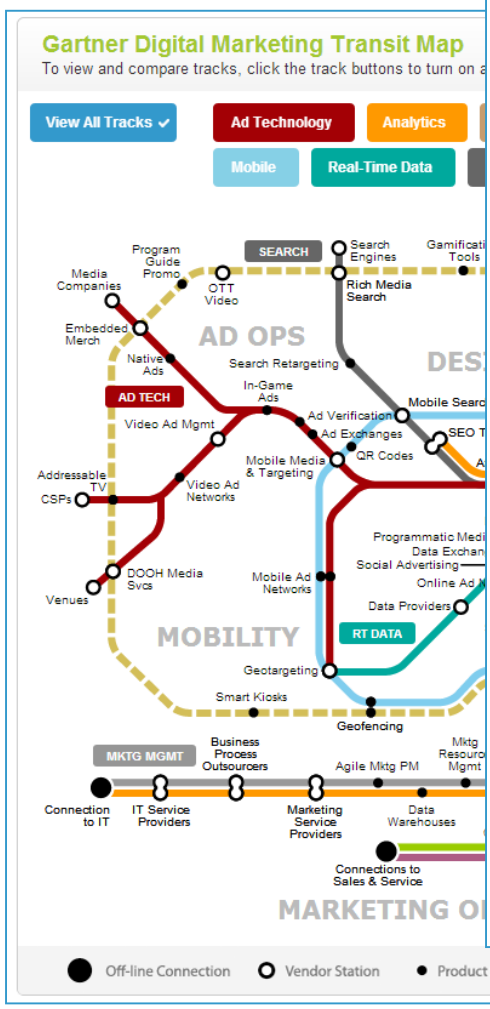 Gartner Digital Marketing Transit Map
To view and compare tracks, click the track buttons to turn on a
View All Tracks
Ad Technology
Analytics
Mobile
Real-Time Data
Program
Guide
Promo
SEARCH
Search
Engines
Gamificati
Tools
Media
Companies
OTT
Video
Rich Media
Search
Embedded
Merch
AD OPS
Native
Ads
Search Retargeting
DES
AD TECH
In-Game
Ads
Mobile Searc
Video Ad Mgmt
Ad Verification
Ad Exchanges
SEO T
QR Codes
Mobile Media
& Targeting
A
Addressable
TV
CSPs
Video Ad
Networks
Programmatic Medi
Data Exchan
Social Advertising
DOOH Media
Svcs
Mobile Ad
Networks
Online Ad N
Venues
Data Providers
MOBILITY
RT DATA
Geotargeting
Smart Kiosks
Geofencing
MKTG MGMT
Business
Process
Outsourcers
Agile Mktg PM
Mktg
Resourc
Mgmt
Connection
to IT
IT Service
Providers
Marketing
Service
Providers
Data
Warehouses
Connections to
Sales & Service
MARKETING O
Off-line Connection
Vendor Station
Product